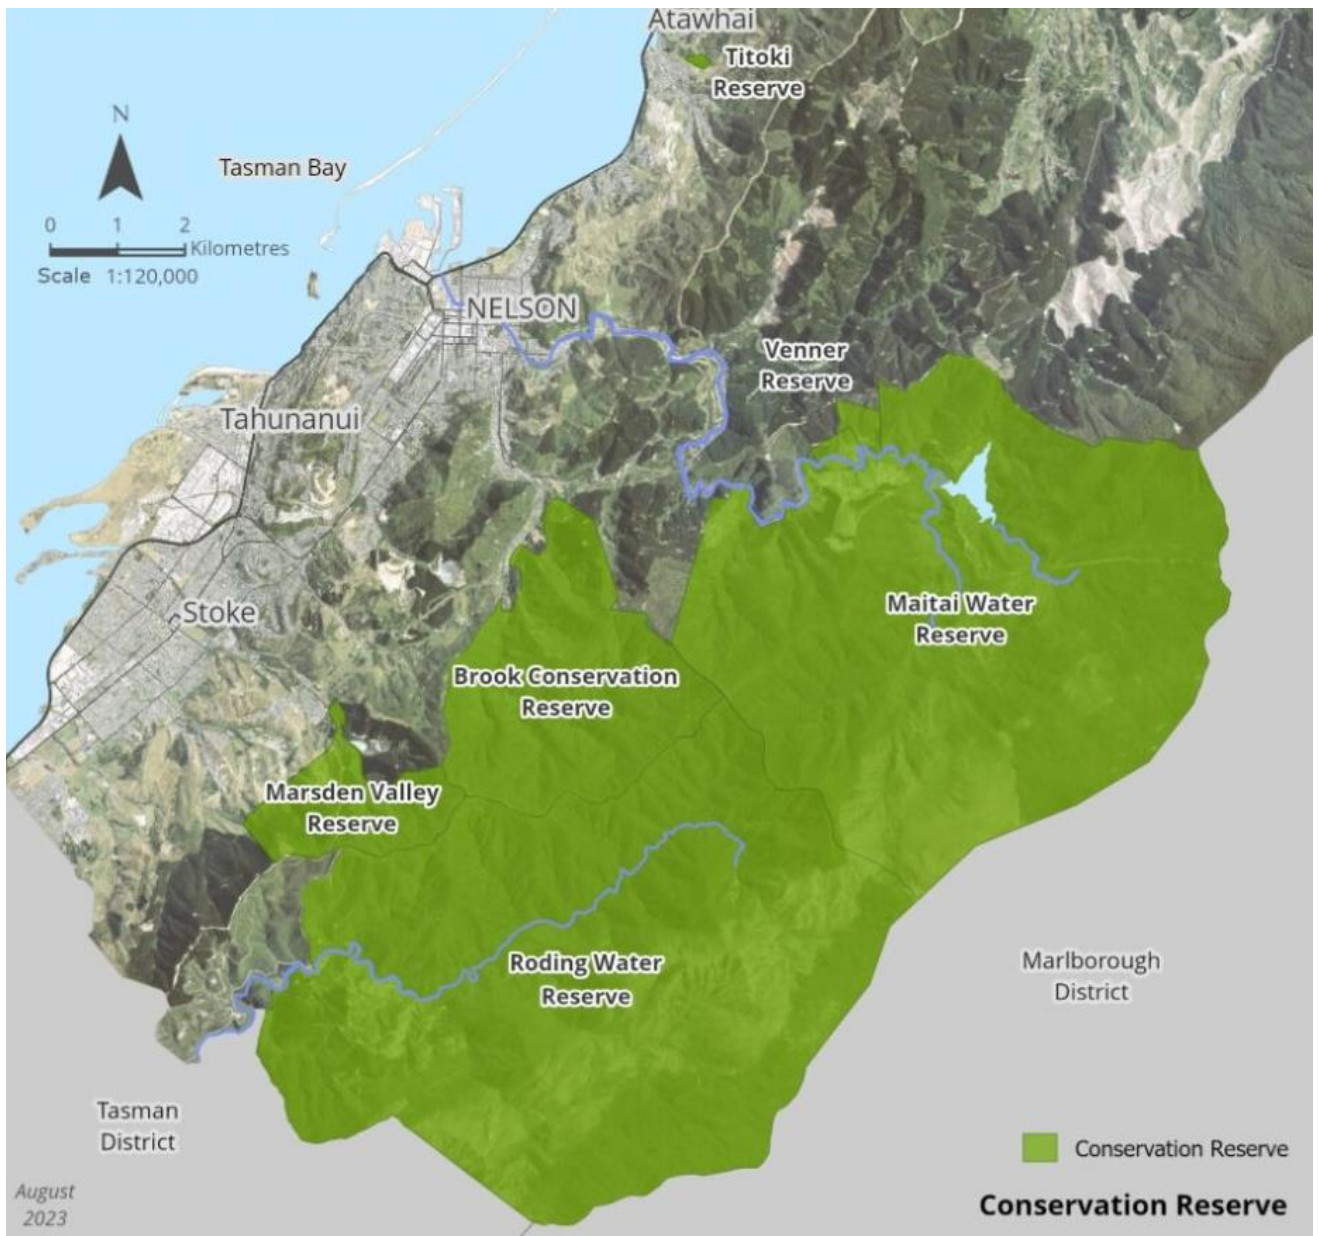 Atawhai
Titoki
Reserve
N
Tasman Bay
0 1 2
Kilometres
Scale 1:120,000
NELSON
Venner
Reserve
Tahunanui
Maitai Water
Reserve
Stoke
Brook Conservation
Reserve
Marsden Valley
Reserve
Roding Water
Reserve
Marlborough
District
Tasman
District
Conservation Reserve
August
2023
Conservation Reserve